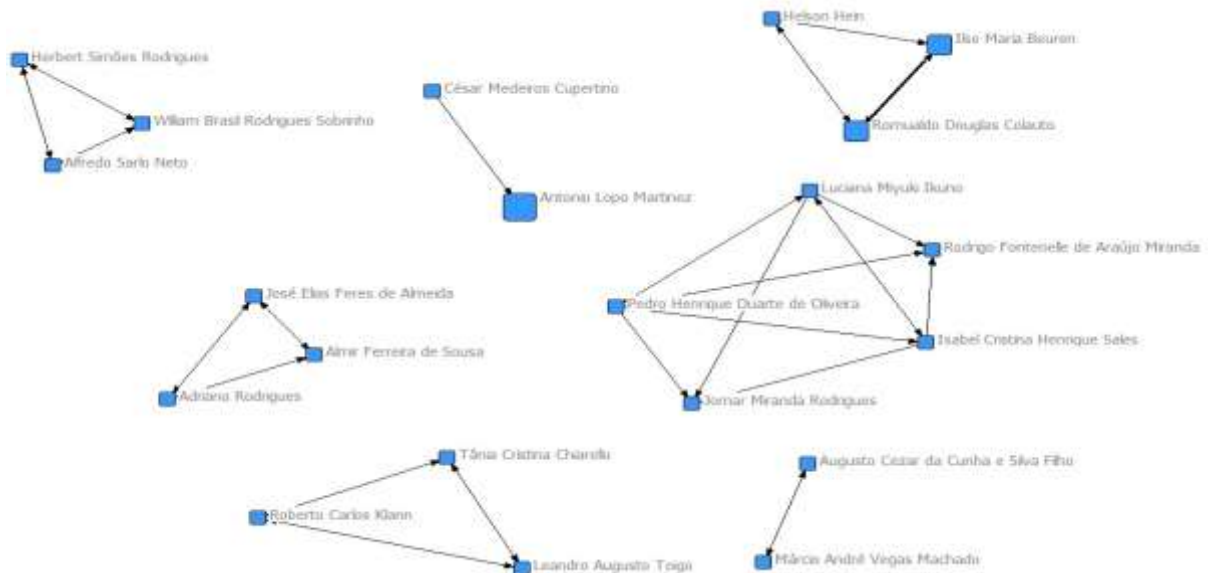 Helson Hein
Ilse Maria Beuren
Herbert Simões Rodrigues
César Medeiros Cupertino
Wiliam Brasil Rodrigues Sobrinho
Romualdo Douglas Colauto
Alfredo Sarlo Neto
Luciana Miyuki Ikuno
Antonio Lopo Martinez
Rodrigo Fontenelle de Araújo Miranda
José Elias Feres de Almeida
Pedro Henrique Duarte de Oliveira
Isabel Cristina Henrique Sales
Almir Ferreira de Sousa
Adriano Rodrigues
Jomar Miranda Rodrigues
Tânia Cristina Chiarello
Augusto Cezar da Cunha e Silva Filho
Roberto Carlos Klann
Márcio André Veras Machado
Leandro Augusto Toigo